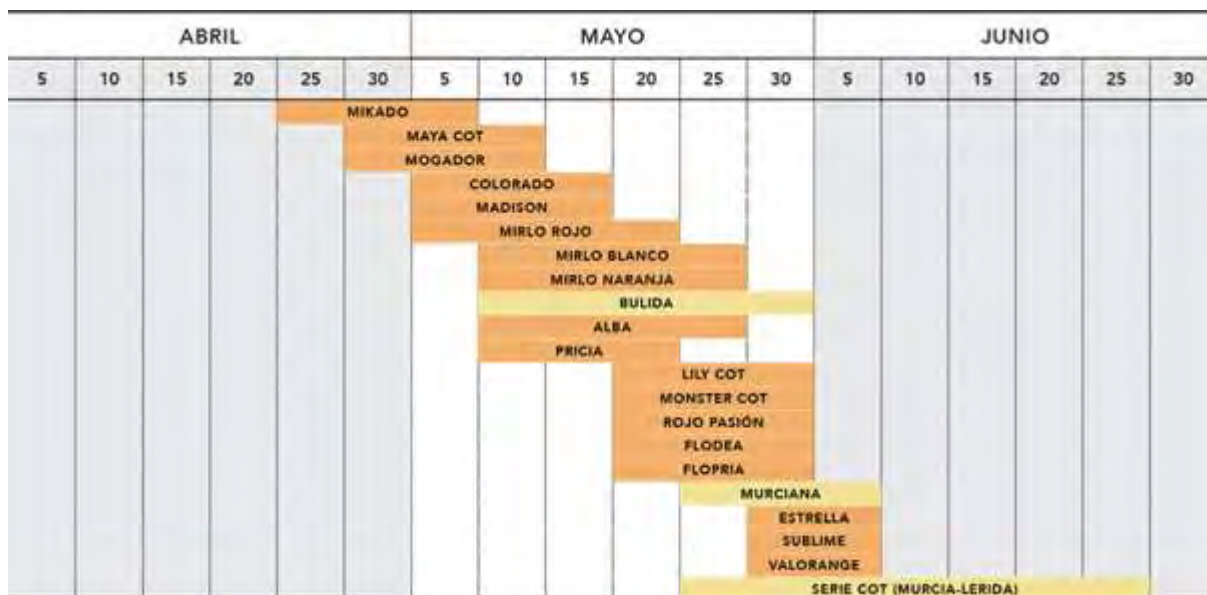 ABRIL MAYO JUNIO
5 10 15 20 25 30 5 10 15 20 25 30 5 10 15 20 25 30
MIKADO
MAYA COT
MOGADOR
COLORADO
MADISON
MIRLO ROJO
MIRLO BLANCO
MIRLO NARANJA
BULIDA
ALBA
PRICIA
LILY COT
MONSTER COT
ROJO PASIÓN
FLODEA
FLOPRIA
MURCIANA
ESTRELLA
SUBLIME
VALORANGE
SERIE COT (MURCIA-LERIDA)